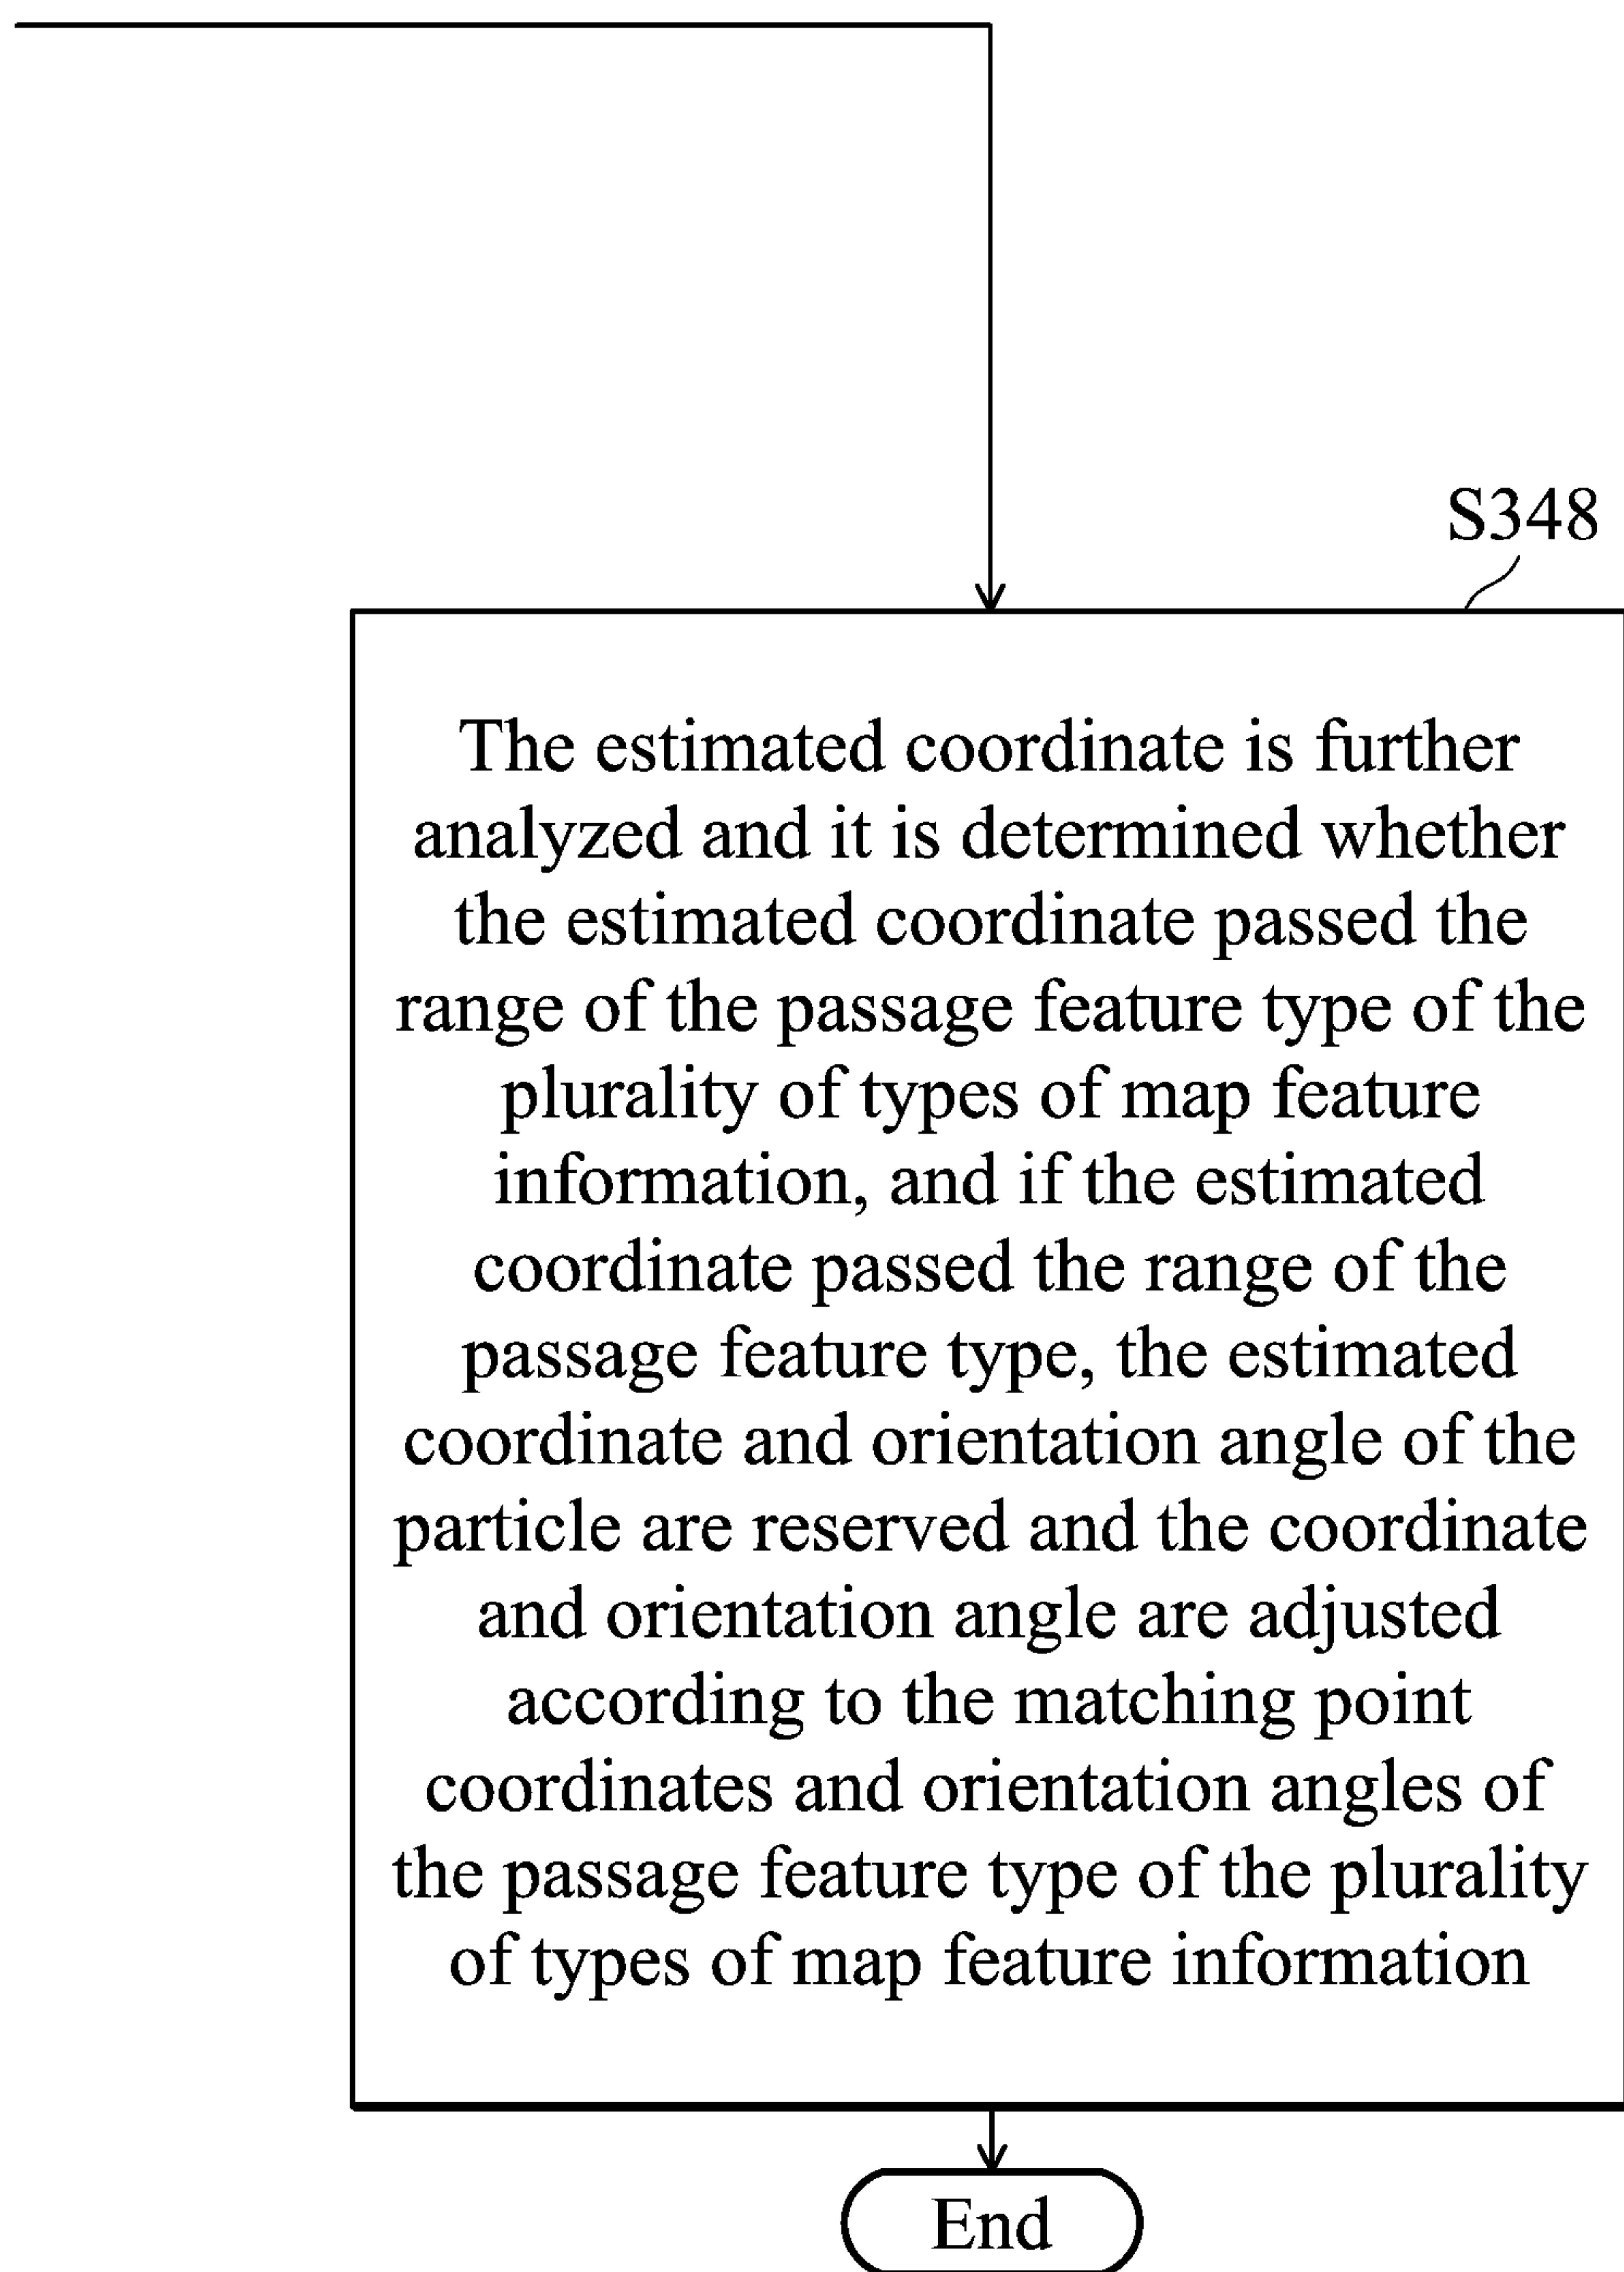 S348
The estimated coordinate is further
analyzed and it is determined whether
the estimated coordinate passed the
range of the passage feature type of the
plurality of types of map feature
information, and if the estimated
coordinate passed the range of the
passage feature type, the estimated
coordinate and orientation angle of the
particle are reserved and the coordinate
and orientation angle are adjusted
according to the matching point
coordinates and orientation angles of
the passage feature type of the plurality
of types of map feature information
End